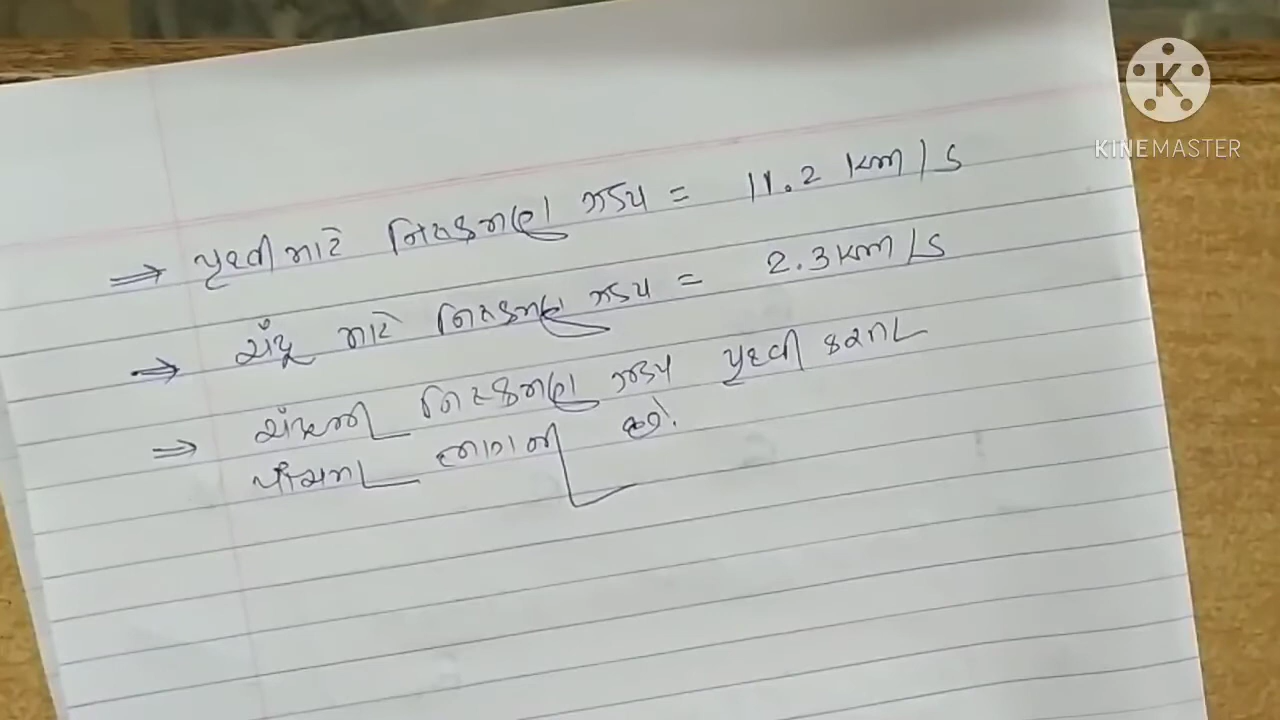 KINEMASTER
⇒ પૃથ્વી માટે નિષ્ક્રમણ ઝડપ = 11.2 km/s
⇒ ચંદ્ર માટે નિષ્ક્રમણ ઝડપ = 2.3 km/s
⇒ ચંદ્રની નિષ્ક્રમણ ઝડપ પૃથ્વી કરતાં
પાંચમાં ભાગની છે.